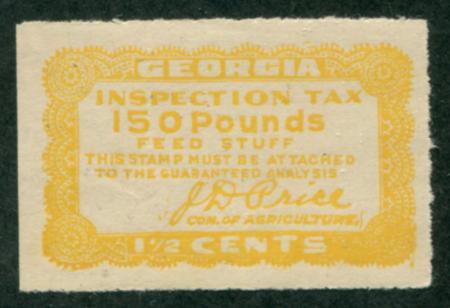 GEORGIA
INSPECTION TAX
150 Pounds
FEED STUFF
THIS STAMP MUST BE ATTACHED
TO THE GUARANTEED ANALYSIS
J D Price
COM. OF AGRICULTURE.
1½ CENTS